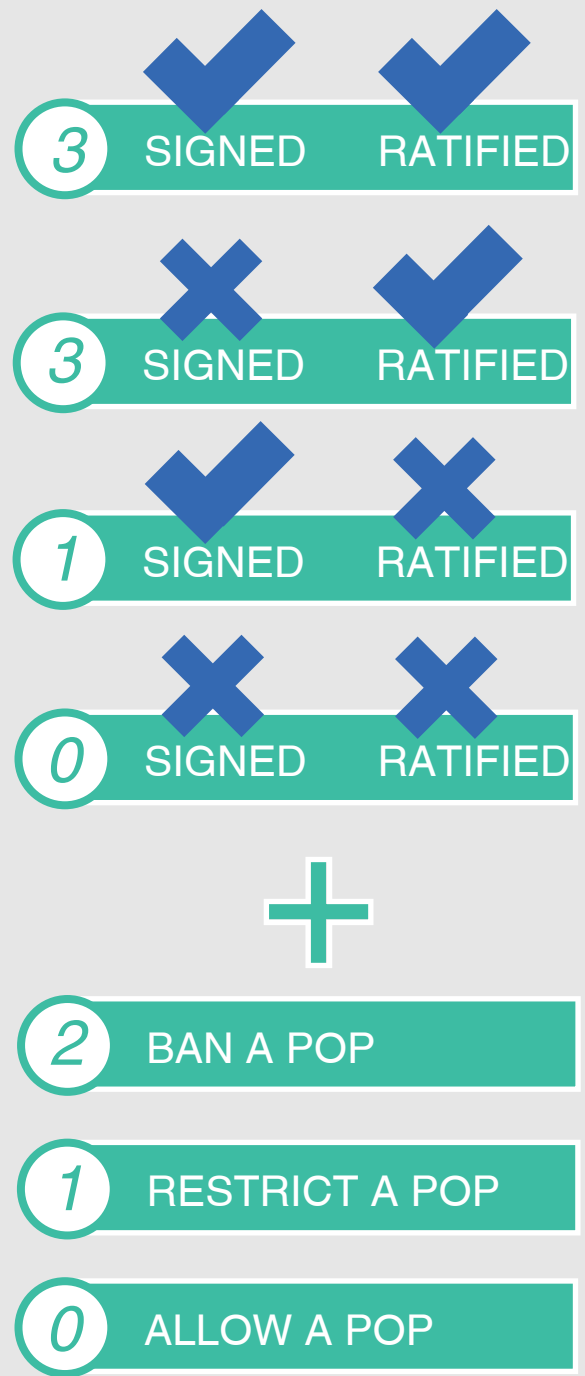 3 SIGNED RATIFIED
3 SIGNED RATIFIED
1 SIGNED RATIFIED
0 SIGNED RATIFIED
2 BAN A POP
1 RESTRICT A POP
0 ALLOW A POP